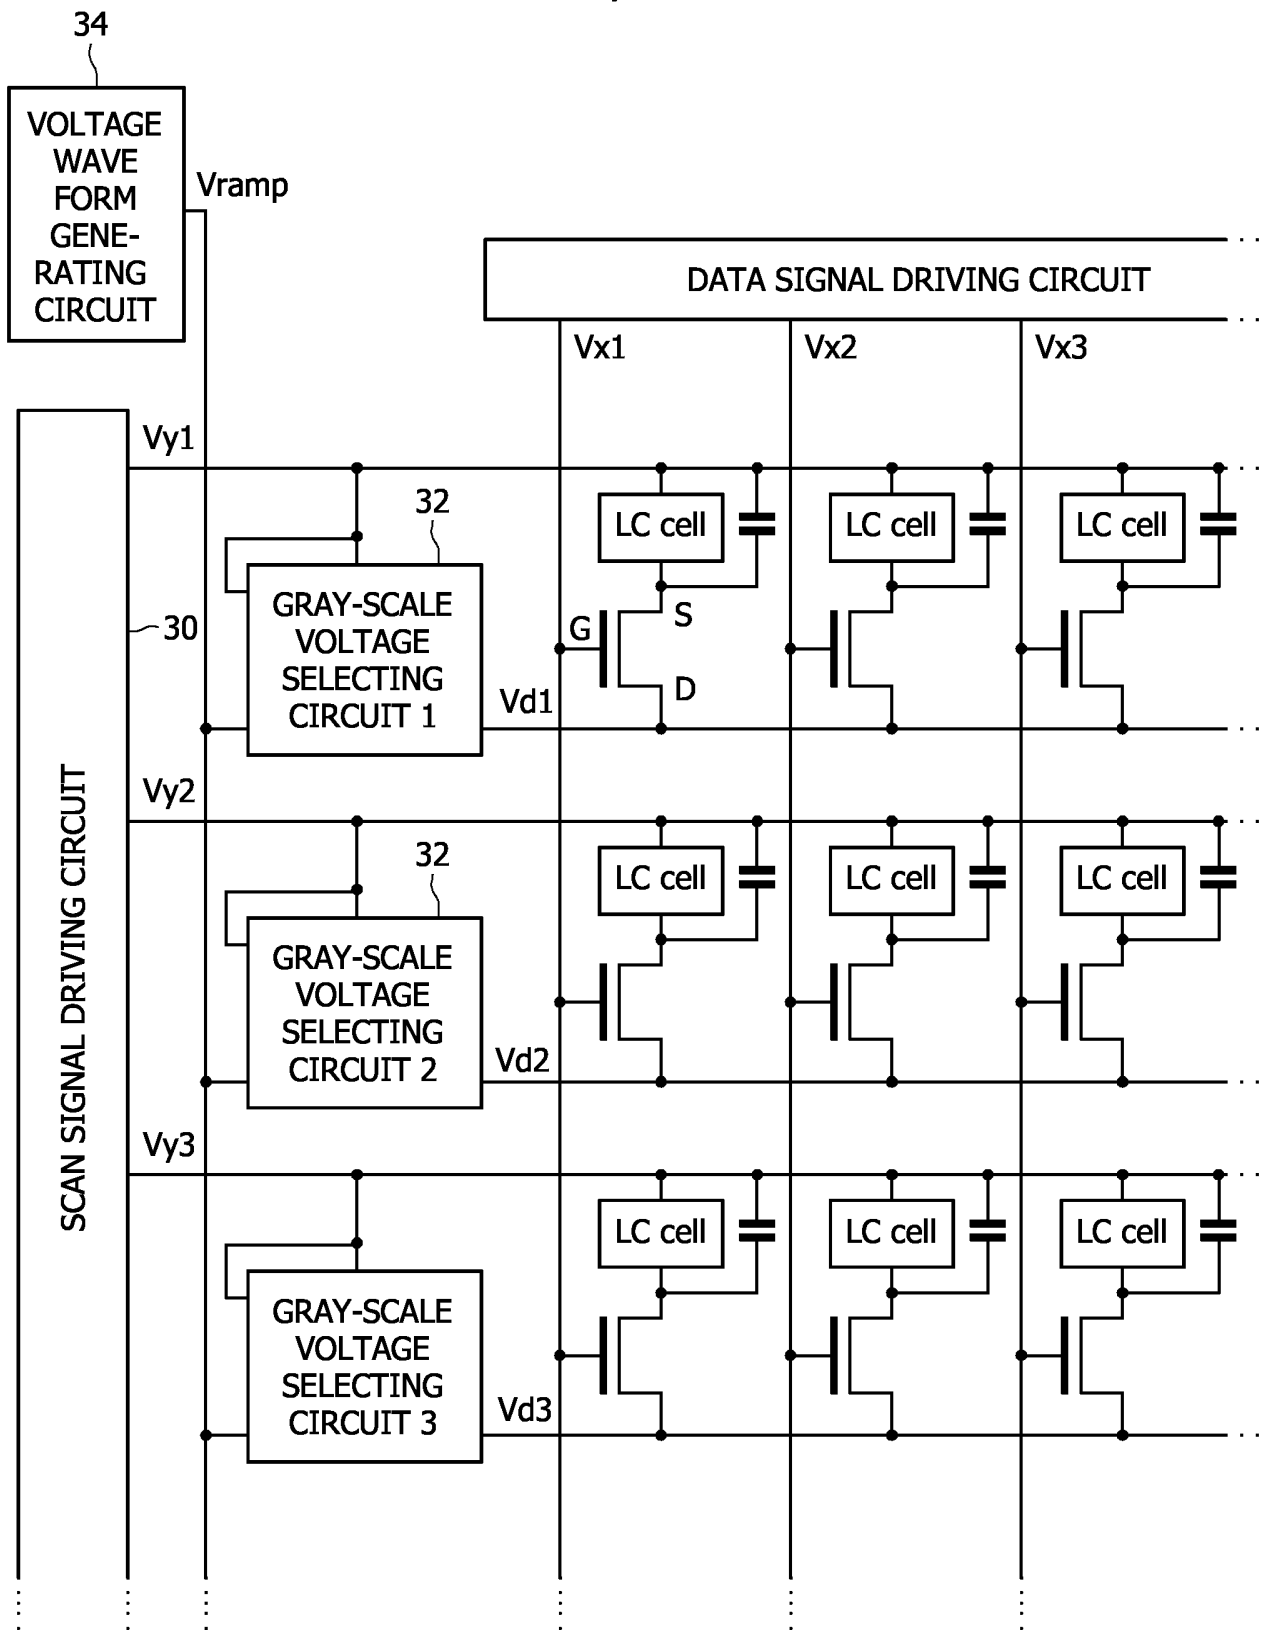 34
VOLTAGE
WAVE
FORM
GENE-
RATING
CIRCUIT
Vramp
DATA SIGNAL DRIVING CIRCUIT
Vx1
Vx2
Vx3
Vy1
32
LC cell
LC cell
LC cell
30
GRAY-SCALE
VOLTAGE
SELECTING
CIRCUIT 1
G
S
D
Vd1
SCAN SIGNAL DRIVING CIRCUIT
Vy2
32
LC cell
LC cell
LC cell
GRAY-SCALE
VOLTAGE
SELECTING
CIRCUIT 2
Vd2
Vy3
LC cell
LC cell
LC cell
GRAY-SCALE
VOLTAGE
SELECTING
CIRCUIT 3
Vd3